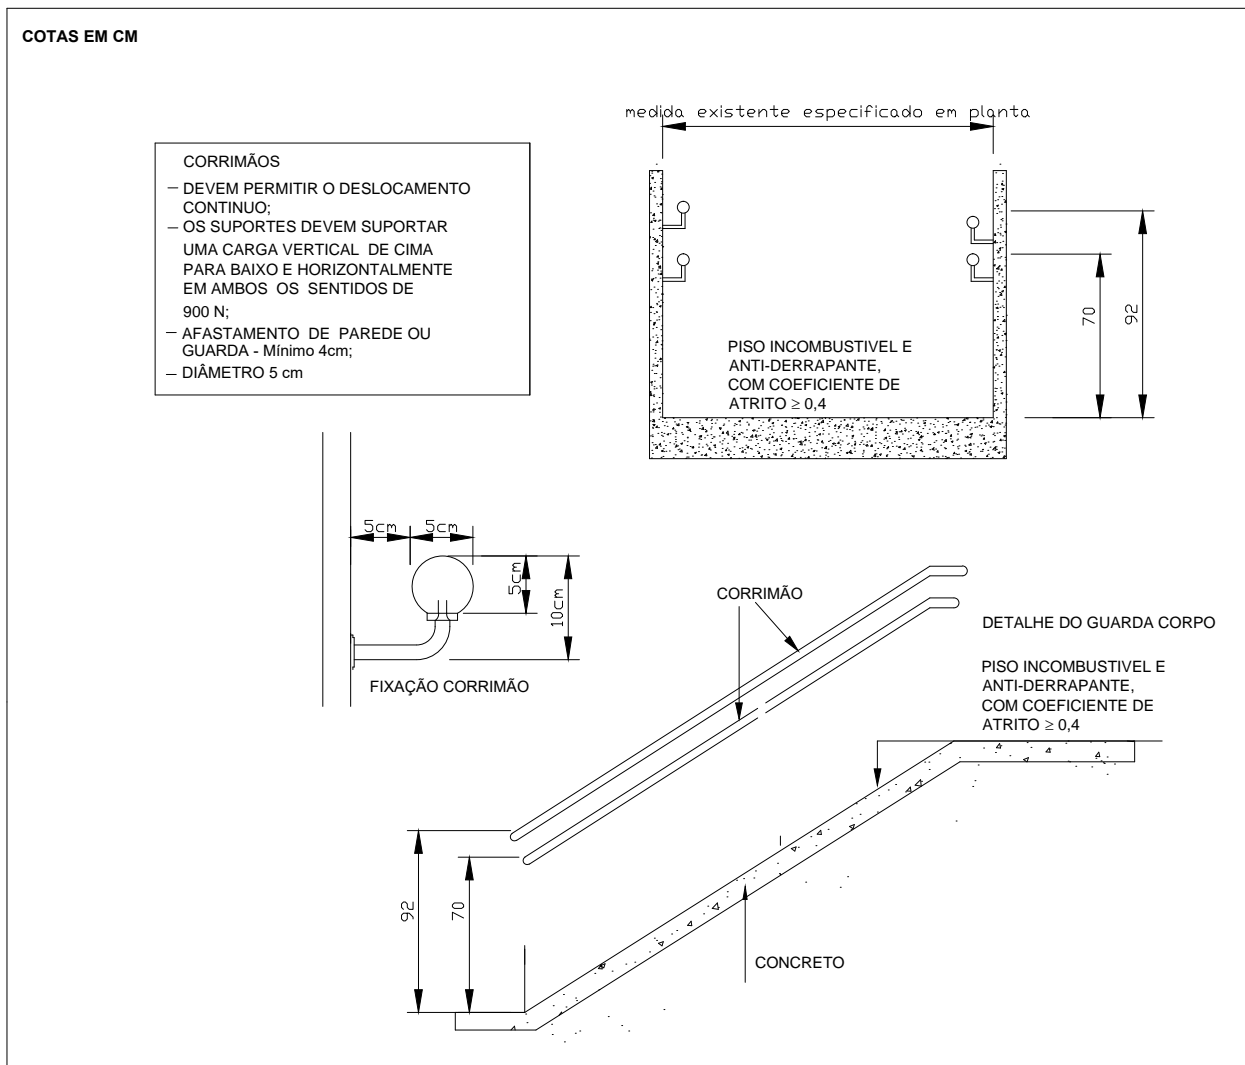 COTAS EM CM
medida existente especificado em planta
CORRIMÃOS
– DEVEM PERMITIR O DESLOCAMENTO
CONTINUO;
– OS SUPORTES DEVEM SUPORTAR
UMA CARGA VERTICAL DE CIMA
PARA BAIXO E HORIZONTALMENTE
EM AMBOS OS SENTIDOS DE
900 N;
– AFASTAMENTO DE PAREDE OU
GUARDA - Mínimo 4cm;
– DIÂMETRO 5 cm
70
92
PISO INCOMBUSTIVEL E
ANTI-DERRAPANTE,
COM COEFICIENTE DE
ATRITO ≥ 0,4
5cm
5cm
5cm
10cm
FIXAÇÃO CORRIMÃO
CORRIMÃO
DETALHE DO GUARDA CORPO
PISO INCOMBUSTIVEL E
ANTI-DERRAPANTE,
COM COEFICIENTE DE
ATRITO ≥ 0,4
92
70
CONCRETO